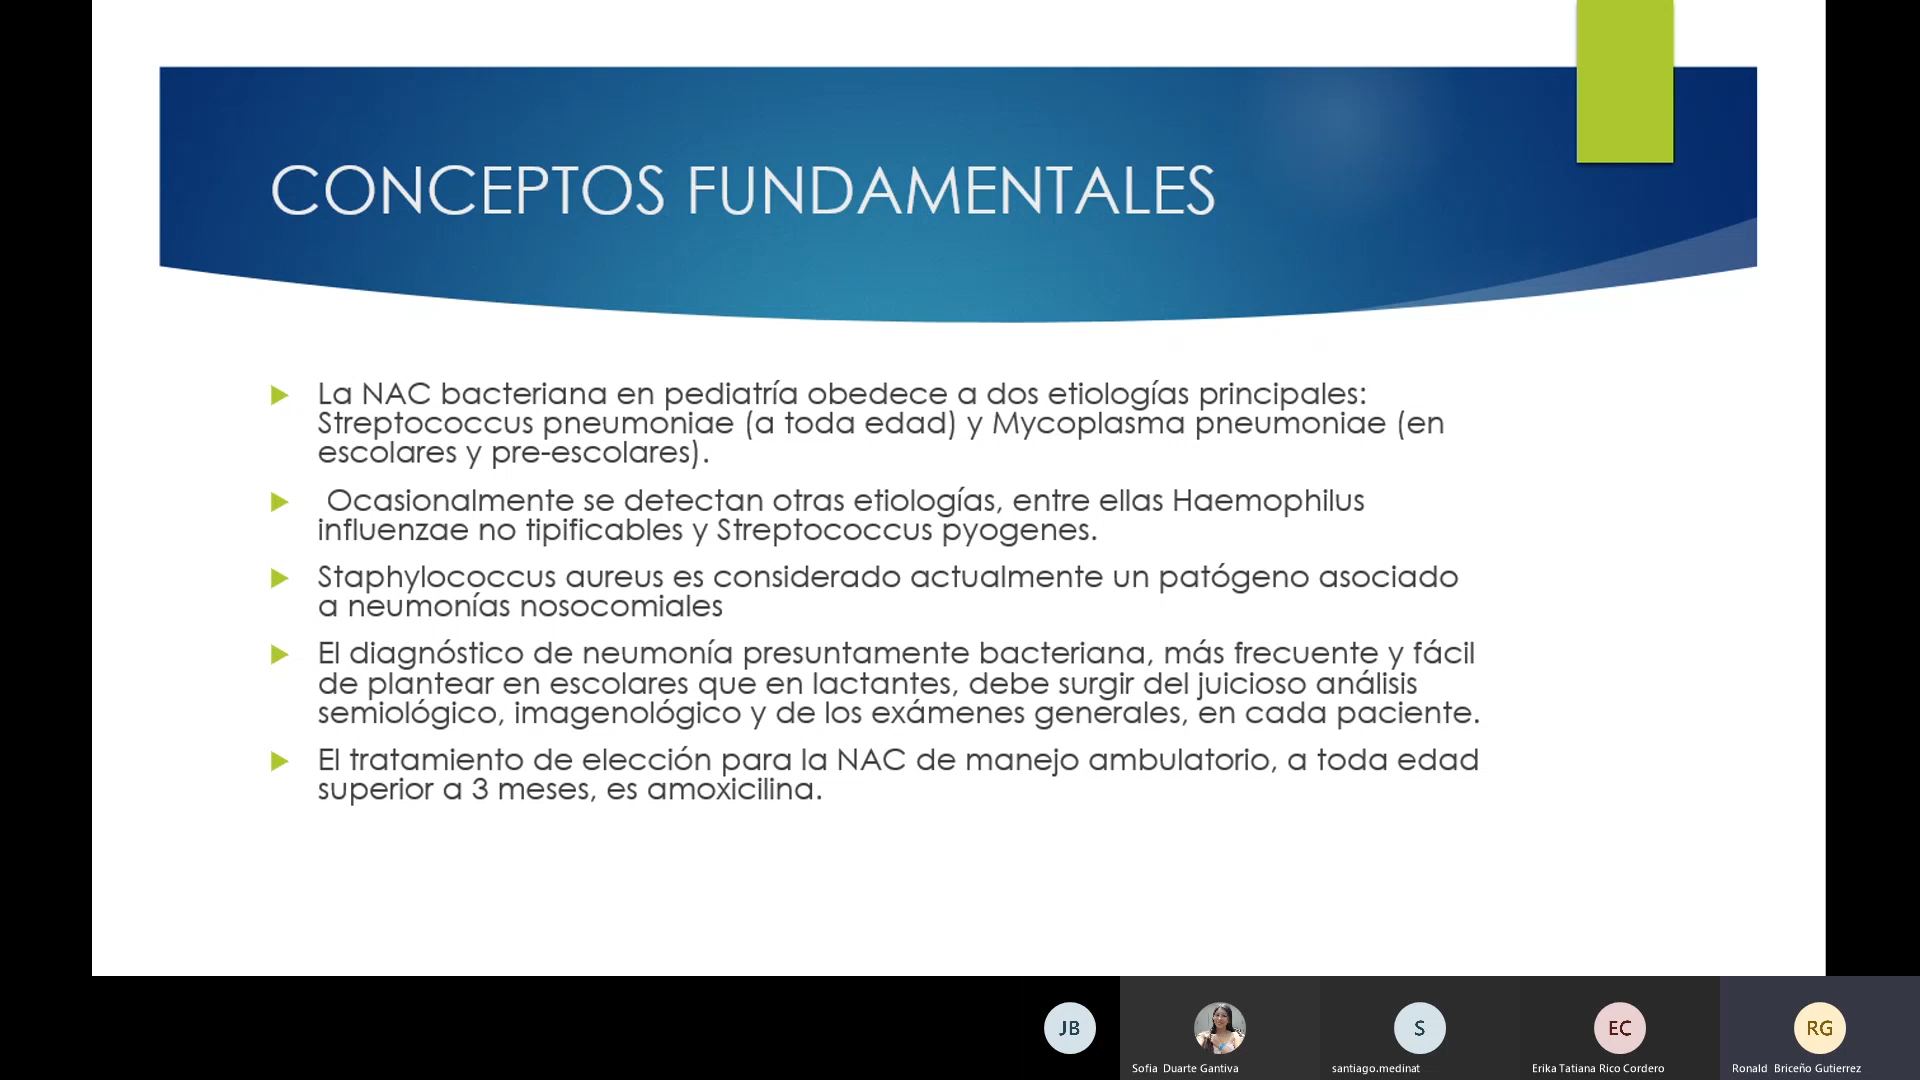 CONCEPTOS FUNDAMENTALES
La NAC bacteriana en pediatría obedece a dos etiologías principales:
Streptococcus pneumoniae (a toda edad) y Mycoplasma pneumoniae (en
escolares y pre-escolares).
Ocasionalmente se detectan otras etiologías, entre ellas Haemophilus
influenzae no tipificables y Streptococcus pyogenes.
Staphylococcus aureus es considerado actualmente un patógeno asociado
a neumonías nosocomiales
El diagnóstico de neumonía presuntamente bacteriana, más frecuente y fácil
de plantear en escolares que en lactantes, debe surgir del juicioso análisis
semiológico, imagenológico y de los exámenes generales, en cada paciente.
El tratamiento de elección para la NAC de manejo ambulatorio, a toda edad
superior a 3 meses, es amoxicilina.
JB
S
EC
RG
Sofia Duarte Gantiva
santiago.medinat
Erika Tatiana Rico Cordero
Ronald Briceño Gutierrez